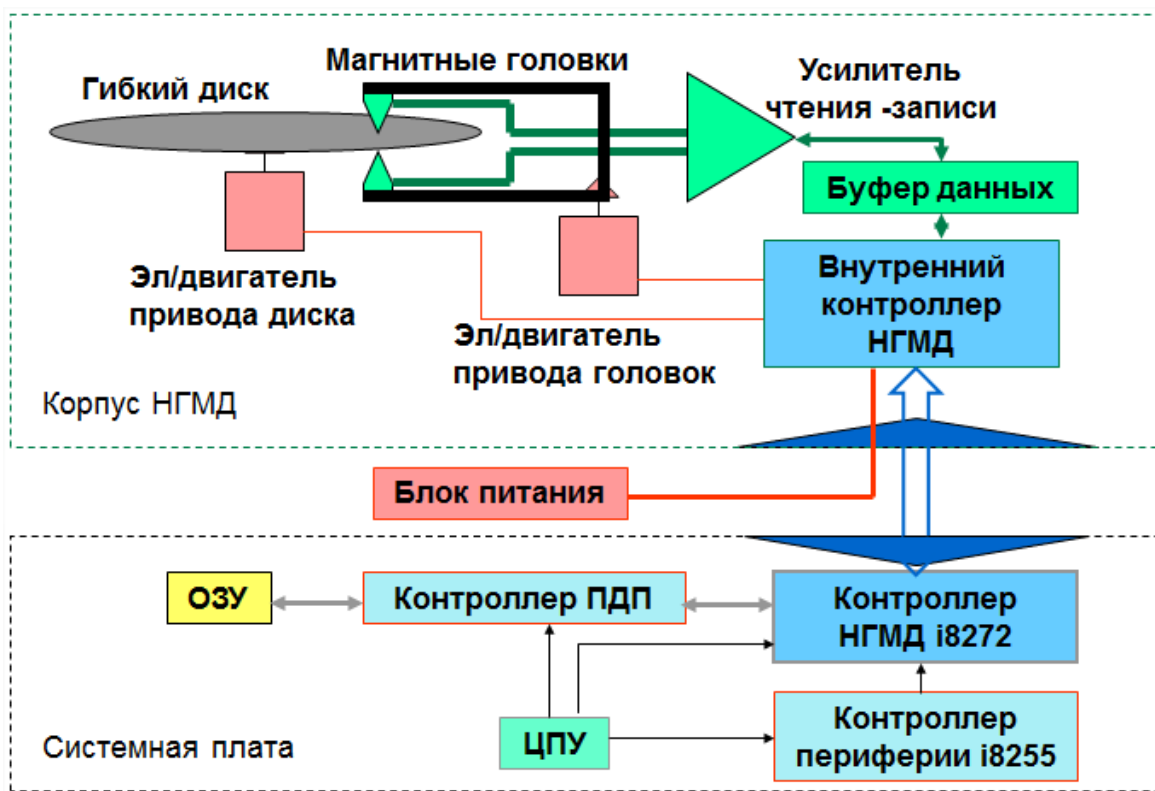 Магнитные головки
Гибкий диск
Усилитель
чтения -записи
Буфер данных
Внутренний
контроллер
НГМД
Эл/двигатель
привода диска
Эл/двигатель
привода головок
Корпус НГМД
Блок питания
ОЗУ
Контроллер ПДП
Контроллер
НГМД i8272
ЦПУ
Контроллер
периферии i8255
Системная плата